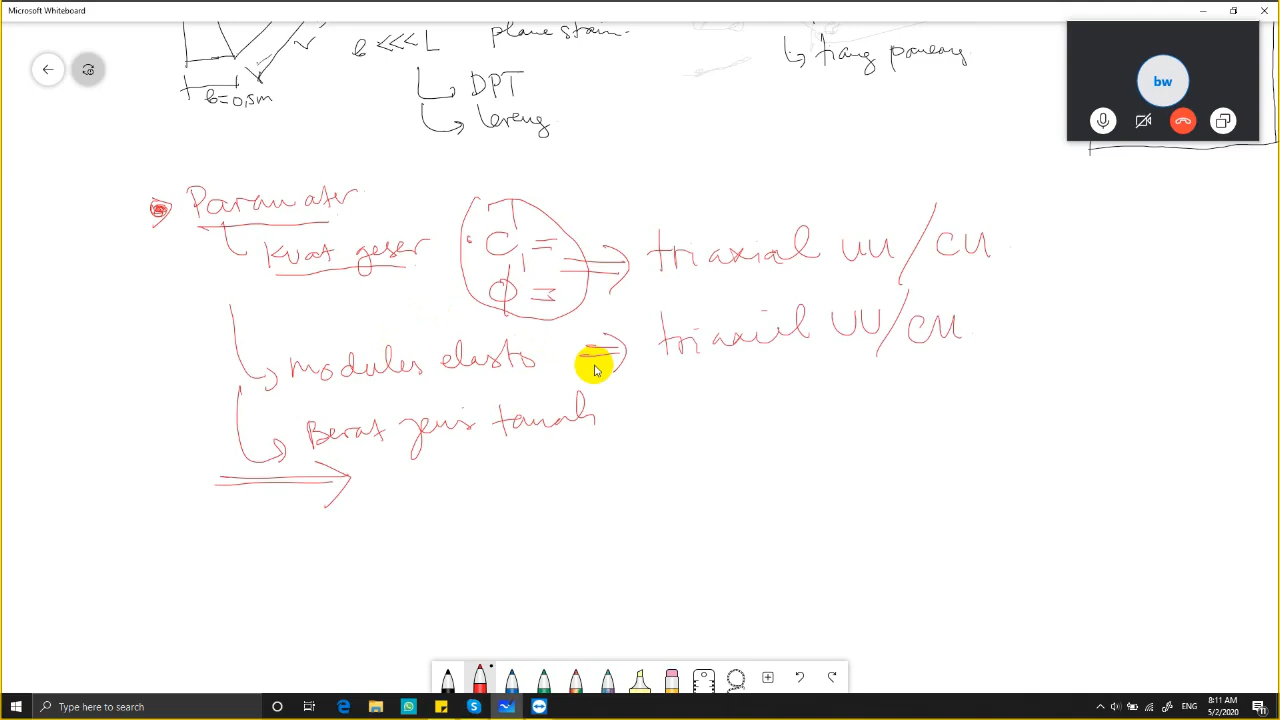 Microsoft Whiteboard
plane strain.
b <<< L
tiang pancang
DPT
b=0,5m
lereng
bw
Parameter
Kuat geser
C =
triaxial UU/CU
Φ =
triaxial UU/CU
modulus elasto
Berat jenis tanah
Type here to search
ENG
8:11 AM
5/2/2020